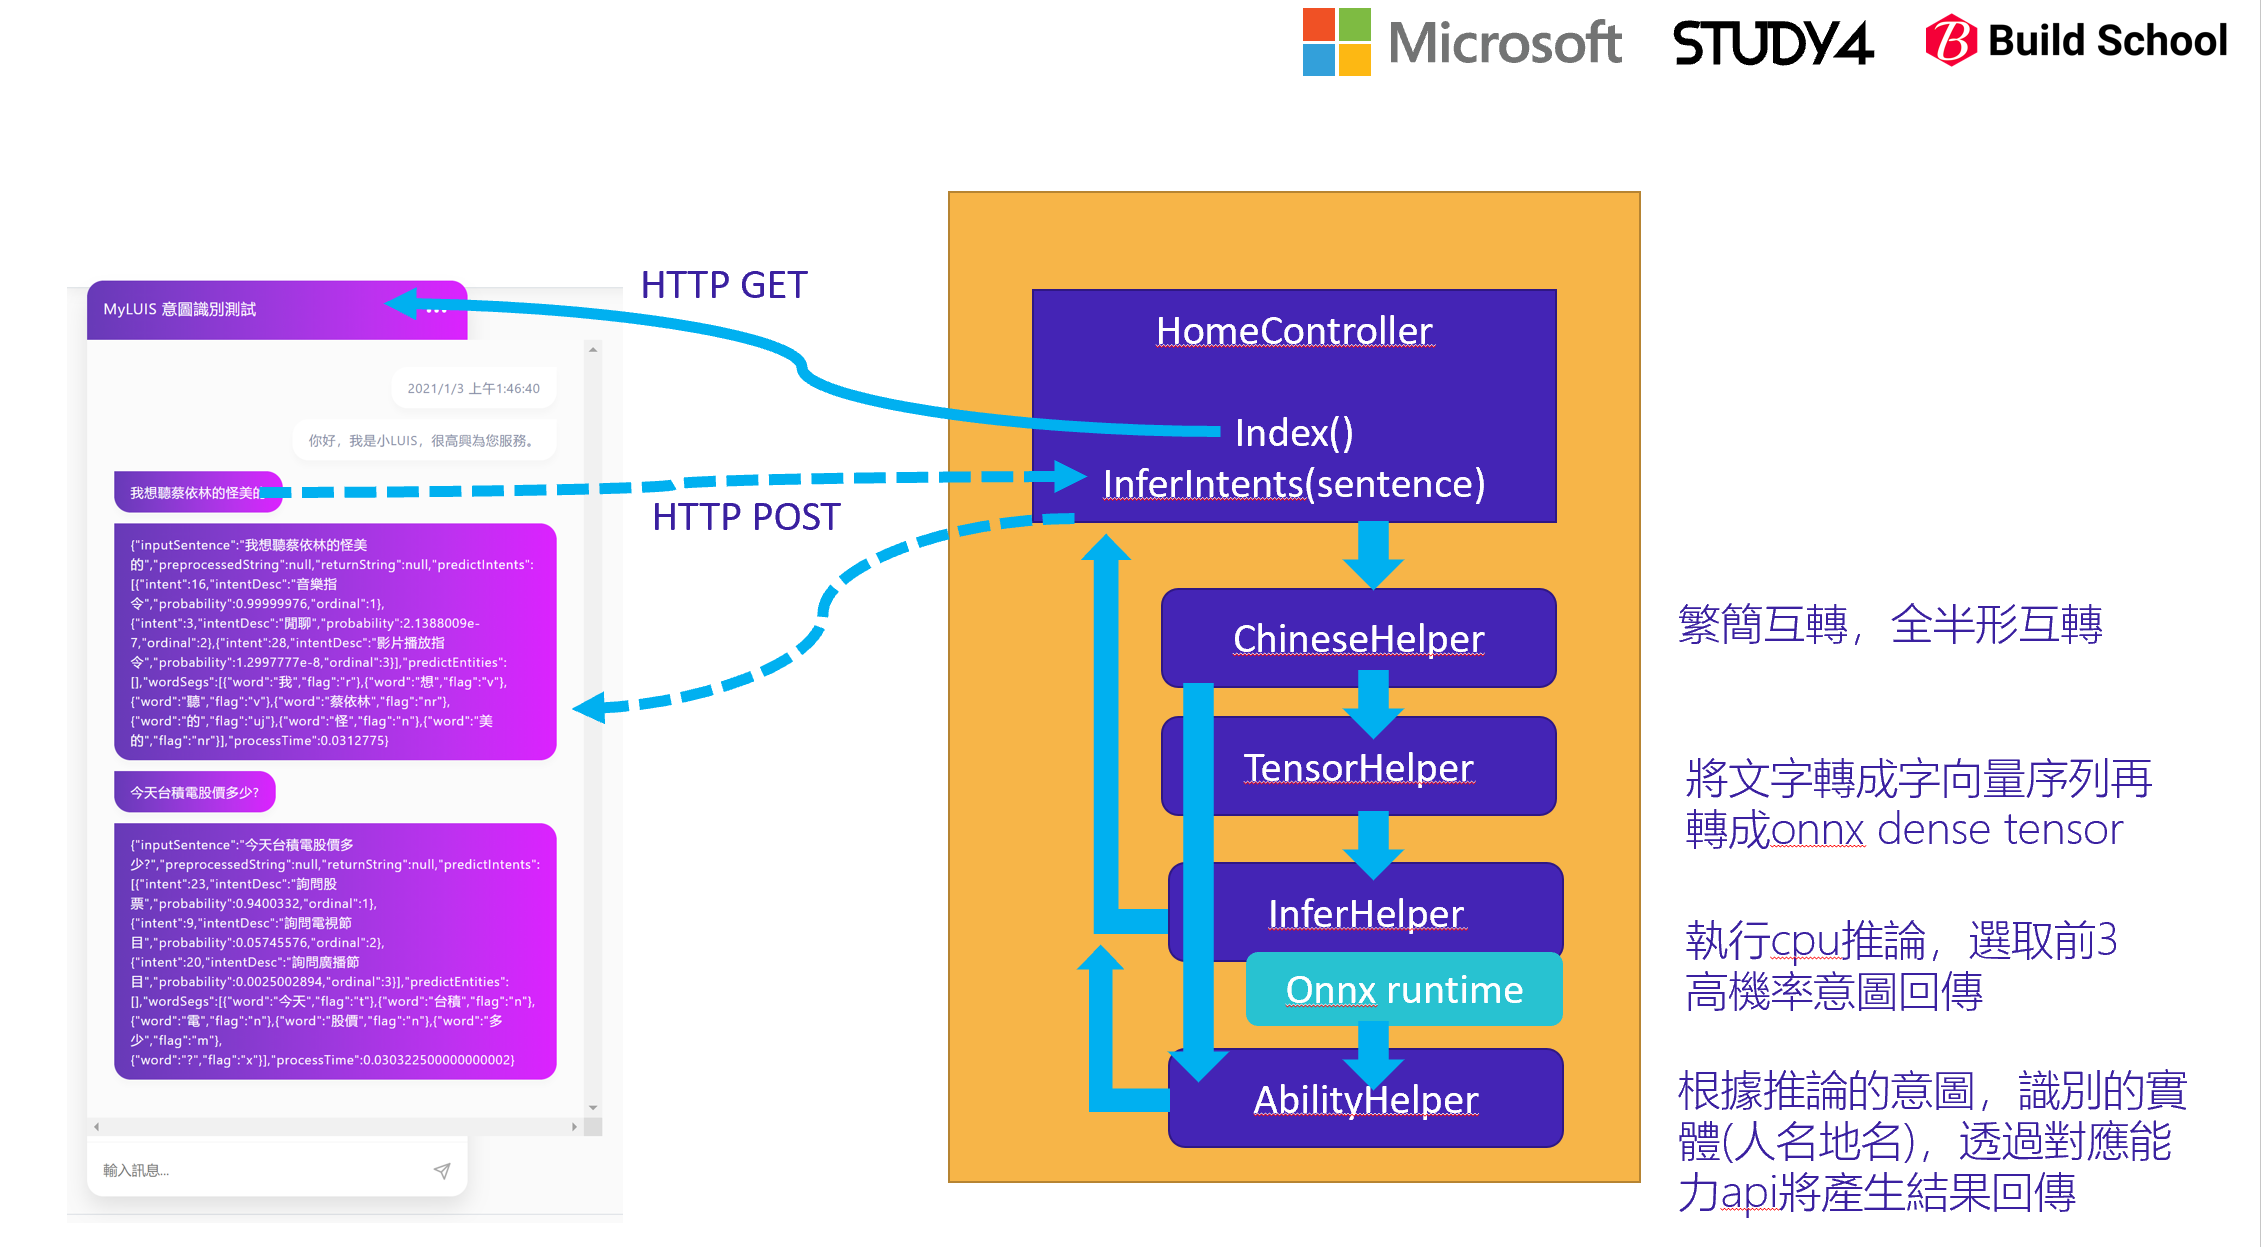 Microsoft
STUDY4
Build School
HTTP GET
HTTP POST
MyLUIS 意圖識別測試
2021/1/3 上午1:46:40
你好，我是小LUIS，很高興為您服務。
我想聽蔡依林的怪美的
{"inputSentence":"我想聽蔡依林的怪美
的","preprocessedString":null,"returnString":null,"predictIntents":
[{"intent":16,"intentDesc":"音樂指
令","probability":0.99999976,"ordinal":1},
{"intent":3,"intentDesc":"閒聊","probability":2.1388009e-
7,"ordinal":2},{"intent":28,"intentDesc":"影片播放指
令","probability":1.2997777e-8,"ordinal":3}],"predictEntities":
[],"wordSegs":[{"word":"我","flag":"r"},{"word":"想","flag":"v"},
{"word":"聽","flag":"v"},{"word":"蔡依林","flag":"nr"},
{"word":"的","flag":"uj"},{"word":"怪","flag":"n"},{"word":"美
的","flag":"nr"}],"processTime":0.0312775}
今天台積電股價多少?
{"inputSentence":"今天台積電股價多
少?","preprocessedString":null,"returnString":null,"predictIntents":
[{"intent":23,"intentDesc":"詢問股
票","probability":0.9400332,"ordinal":1},
{"intent":9,"intentDesc":"詢問電視節
目","probability":0.05745576,"ordinal":2},
{"intent":20,"intentDesc":"詢問廣播節
目","probability":0.0025002894,"ordinal":3}],"predictEntities":
[],"wordSegs":[{"word":"今天","flag":"t"},{"word":"台積","flag":"n"},
{"word":"電","flag":"n"},{"word":"股價","flag":"n"},{"word":"多
少","flag":"m"},
{"word":"?","flag":"x"}],"processTime":0.030322500000000002}
輸入訊息...
HomeController
Index()
InferIntents(sentence)
ChineseHelper
TensorHelper
InferHelper
Onnx runtime
AbilityHelper
繁簡互轉，全半形互轉
將文字轉成字向量序列再
轉成onnx dense tensor
執行cpu推論，選取前3
高機率意圖回傳
根據推論的意圖，識別的實
體(人名地名)，透過對應能
力api將產生結果回傳